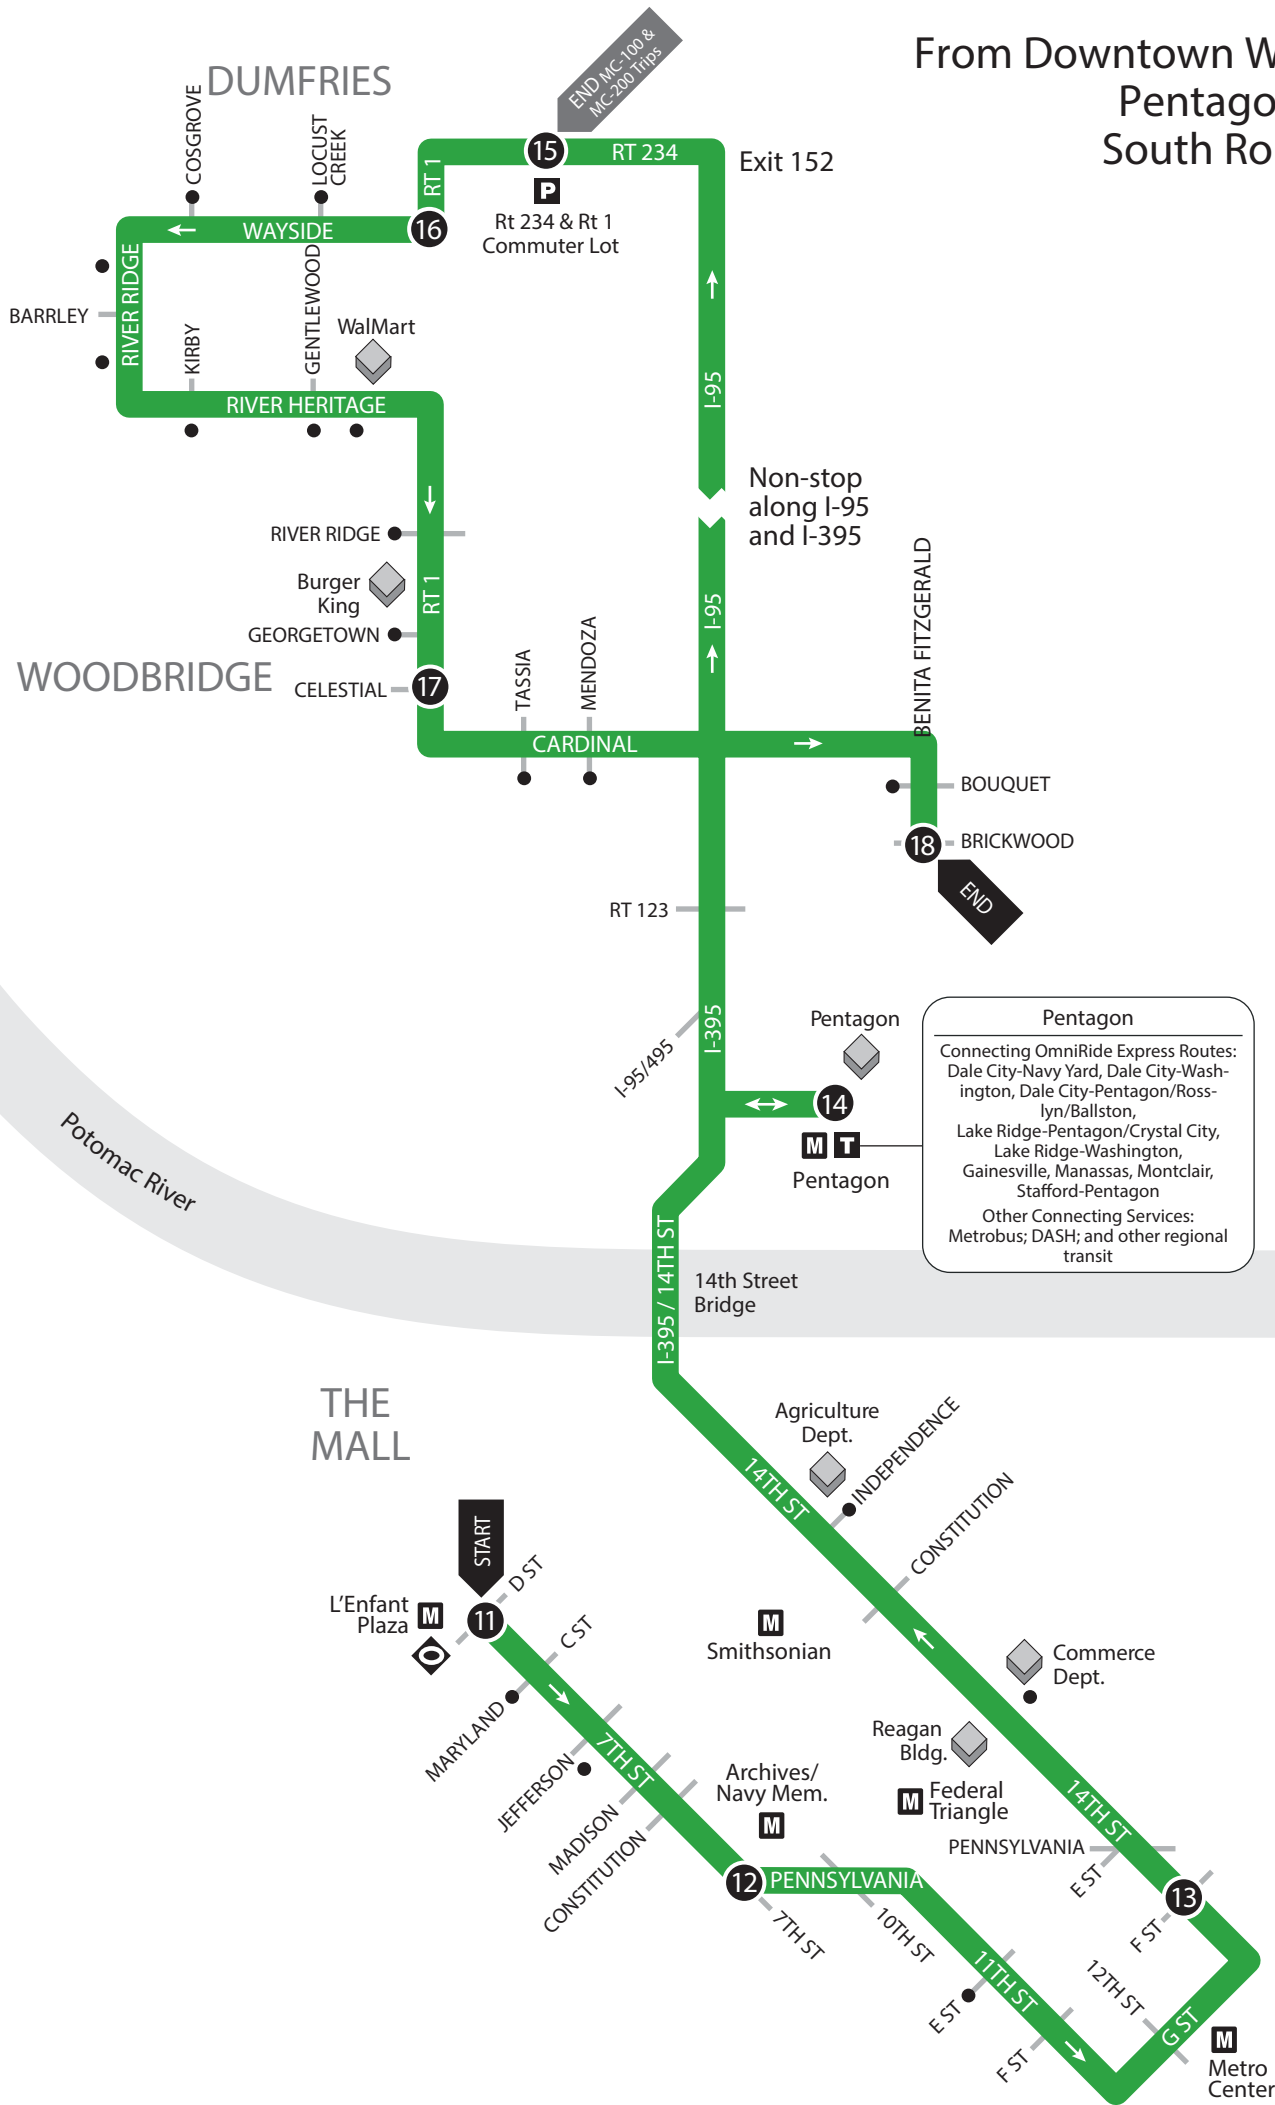 From Downtown W
Pentago
South Ro
DUMFRIES
END MC-100 &
MC-200 Trips
COSGROVE
LOCUST
CREEK
RT 1
15
RT 234
Exit 152
P
Rt 234 & Rt 1
Commuter Lot
WAYSIDE
16
RIVER RIDGE
BARRLEY
KIRBY
GENTLEWOOD
WalMart
RIVER HERITAGE
I-95
Non-stop
along I-95
and I-395
RIVER RIDGE
Burger
King
RT 1
GEORGETOWN
WOODBRIDGE
CELESTIAL
17
TASSIA
MENDOZA
I-95
BENITA FITZGERALD
CARDINAL
BOUQUET
18
BRICKWOOD
END
RT 123
I-395
I-95/495
Pentagon
14
M T
Pentagon
Pentagon
Connecting OmniRide Express Routes:
Dale City-Navy Yard, Dale City-Wash-
ington, Dale City-Pentagon/Ross-
lyn/Ballston,
Lake Ridge-Pentagon/Crystal City,
Lake Ridge-Washington,
Gainesville, Manassas, Montclair,
Stafford-Pentagon
Other Connecting Services:
Metrobus; DASH; and other regional
transit
Potomac River
I-395 / 14TH ST
14th Street
Bridge
THE
MALL
Agriculture
Dept.
INDEPENDENCE
14TH ST
CONSTITUTION
START
D ST
L'Enfant
Plaza
M
11
C ST
M
Smithsonian
Commerce
Dept.
MARYLAND
JEFFERSON
7TH ST
MADISON
CONSTITUTION
Reagan
Bldg.
Archives/
Navy Mem.
M
M
Federal
Triangle
14TH ST
PENNSYLVANIA
E ST
12
PENNSYLVANIA
7TH ST
10TH ST
13
F ST
11TH ST
E ST
F ST
12TH ST
G ST
M
Metro
Center